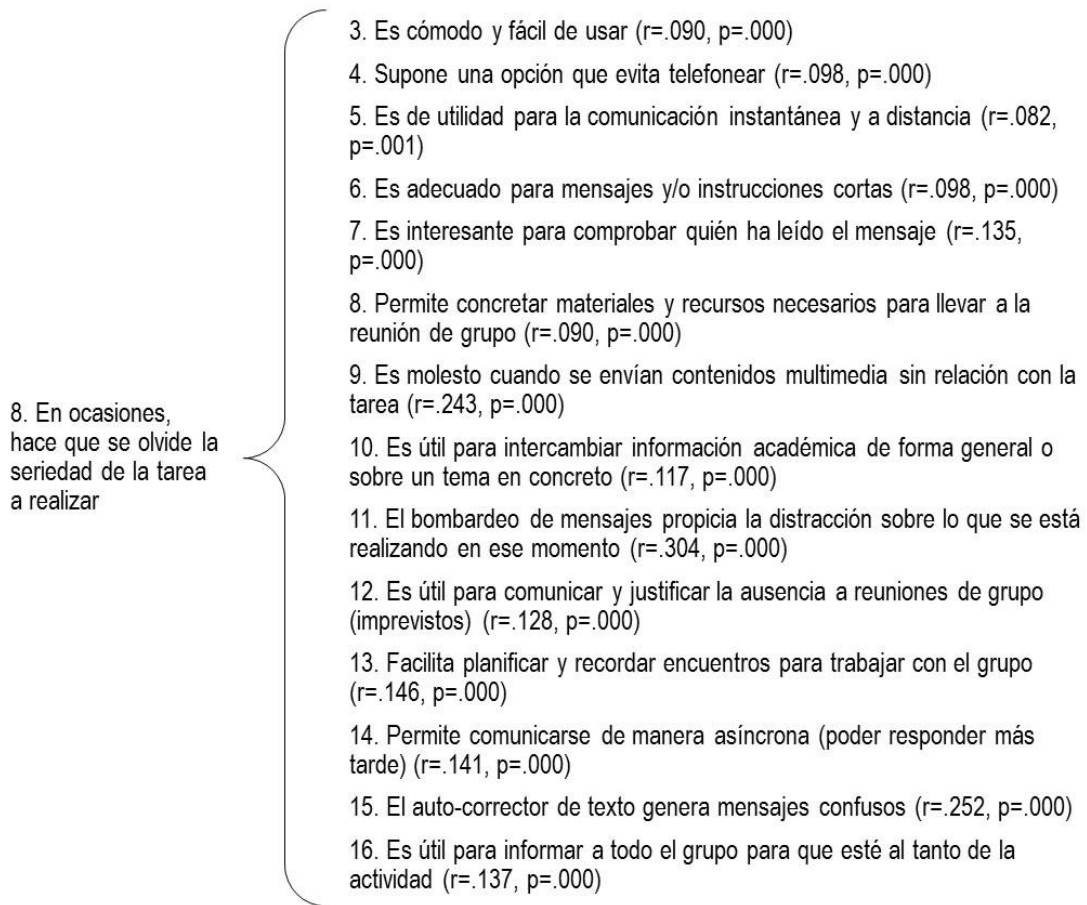 8. En ocasiones,
hace que se olvide la
seriedad de la tarea
a realizar
3. Es cómodo y fácil de usar (r=.090, p=.000)
4. Supone una opción que evita telefonear (r=.098, p=.000)
5. Es de utilidad para la comunicación instantánea y a distancia (r=.082,
p=.001)
6. Es adecuado para mensajes y/o instrucciones cortas (r=.098, p=.000)
7. Es interesante para comprobar quién ha leído el mensaje (r=.135,
p=.000)
8. Permite concretar materiales y recursos necesarios para llevar a la
reunión de grupo (r=.090, p=.000)
9. Es molesto cuando se envían contenidos multimedia sin relación con la
tarea (r=.243, p=.000)
10. Es útil para intercambiar información académica de forma general o
sobre un tema en concreto (r=.117, p=.000)
11. El bombardeo de mensajes propicia la distracción sobre lo que se está
realizando en ese momento (r=.304, p=.000)
12. Es útil para comunicar y justificar la ausencia a reuniones de grupo
(imprevistos) (r=.128, p=.000)
13. Facilita planificar y recordar encuentros para trabajar con el grupo
(r=.146, p=.000)
14. Permite comunicarse de manera asíncrona (poder responder más
tarde) (r=.141, p=.000)
15. El auto-corrector de texto genera mensajes confusos (r=.252, p=.000)
16. Es útil para informar a todo el grupo para que esté al tanto de la
actividad (r=.137, p=.000)